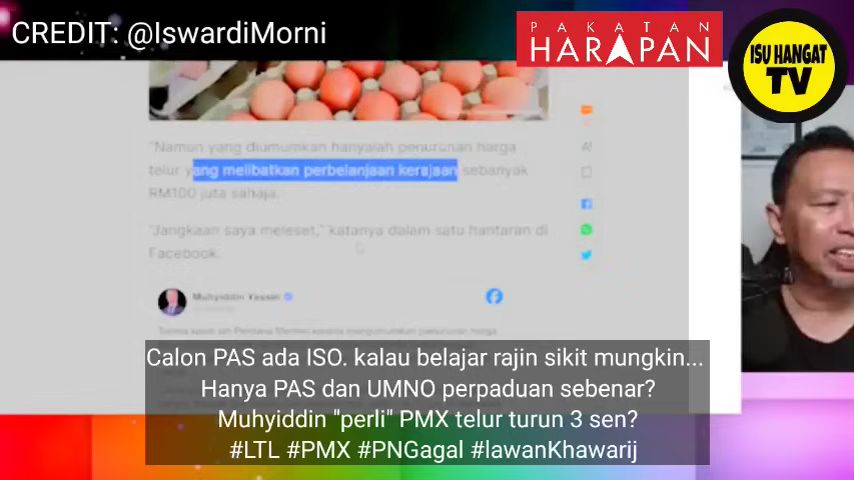 CREDIT: @IswardiMorni
PAKATAN
HARAPAN
ISU HANGAT
TV
"Namun yang diumumkan hanyalah penurunan harga
telur yang melibatkan perbelanjaan kerajaan sebanyak
RM100 juta sahaja.
"Jangkaan saya meleset," katanya dalam satu hantaran di
Facebook.
Muhyiddin Yassin
Calon PAS ada ISO. kalau belajar rajin sikit mungkin...
Hanya PAS dan UMNO perpaduan sebenar?
Muhyiddin "perli" PMX telur turun 3 sen?
#LTL #PMX #PNGagal #lawanKhawarij